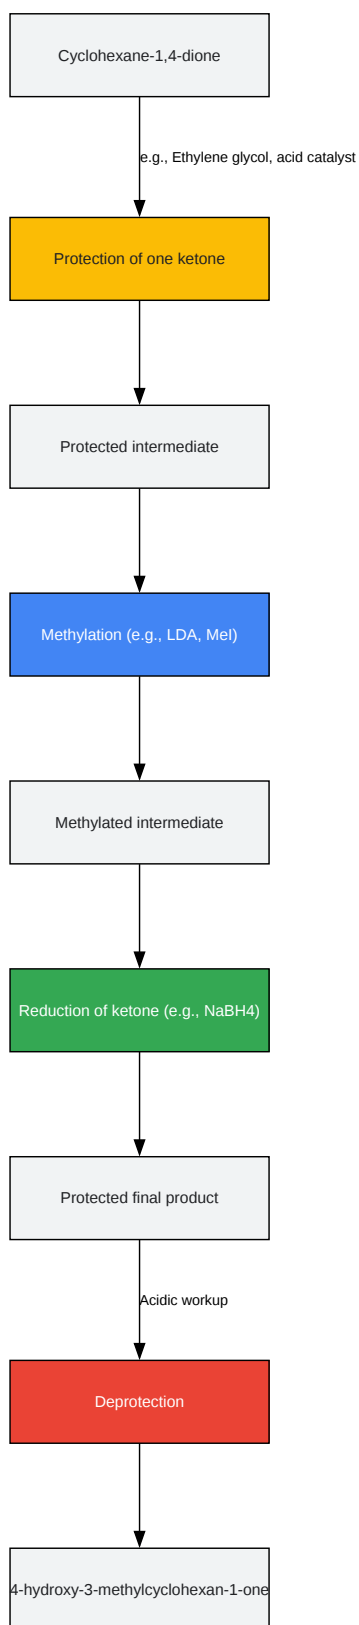 Cyclohexane-1,4-dione
e.g., Ethylene glycol, acid catalyst
Protection of one ketone
Protected intermediate
Methylation (e.g., LDA, MeI)
Methylated intermediate
Reduction of ketone (e.g., NaBH4)
Protected final product
Acidic workup
Deprotection
4-hydroxy-3-methylcyclohexan-1-one